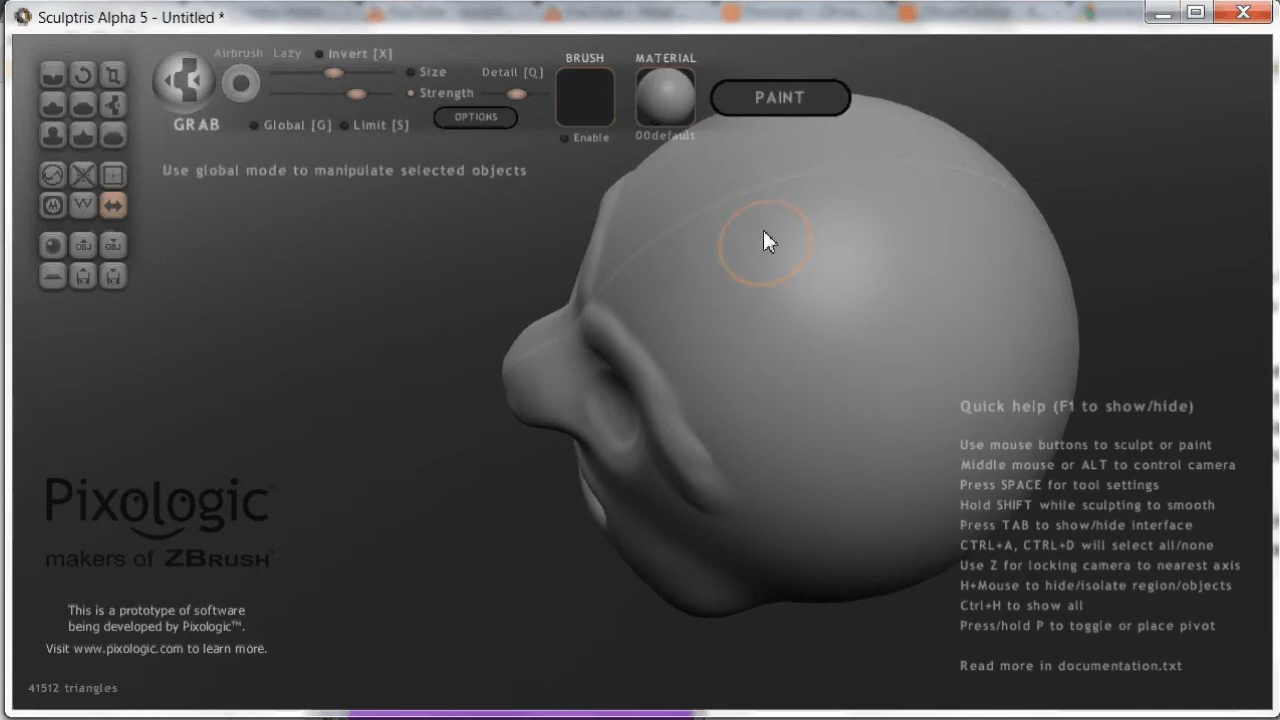 Sculptris Alpha 5 - Untitled *
Airbrush Lazy Invert [X]
Size Detail [Q]
Strength
GRAB
Global [G] Limit [S]
OPTIONS
BRUSH
Enable
MATERIAL
00default
PAINT
Use global mode to manipulate selected objects
OBJ
OBJ
Quick help (F1 to show/hide)
Use mouse buttons to sculpt or paint
Middle mouse or ALT to control camera
Press SPACE for tool settings
Hold SHIFT while sculpting to smooth
Press TAB to show/hide interface
CTRL+A, CTRL+D will select all/none
Use Z for locking camera to nearest axis
H+Mouse to hide/isolate region/objects
Ctrl+H to show all
Press/hold P to toggle or place pivot
Read more in documentation.txt
Pixologic™
makers of ZBRUSH
This is a prototype of software
being developed by Pixologic™.
Visit www.pixologic.com to learn more.
41512 triangles